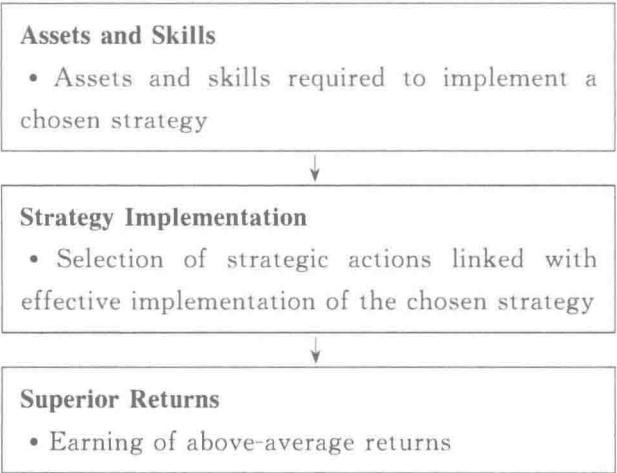 Assets and Skills
• Assets and skills required to implement a
chosen strategy
Strategy Implementation
• Selection of strategic actions linked with
effective implementation of the chosen strategy
Superior Returns
• Earning of above-average returns